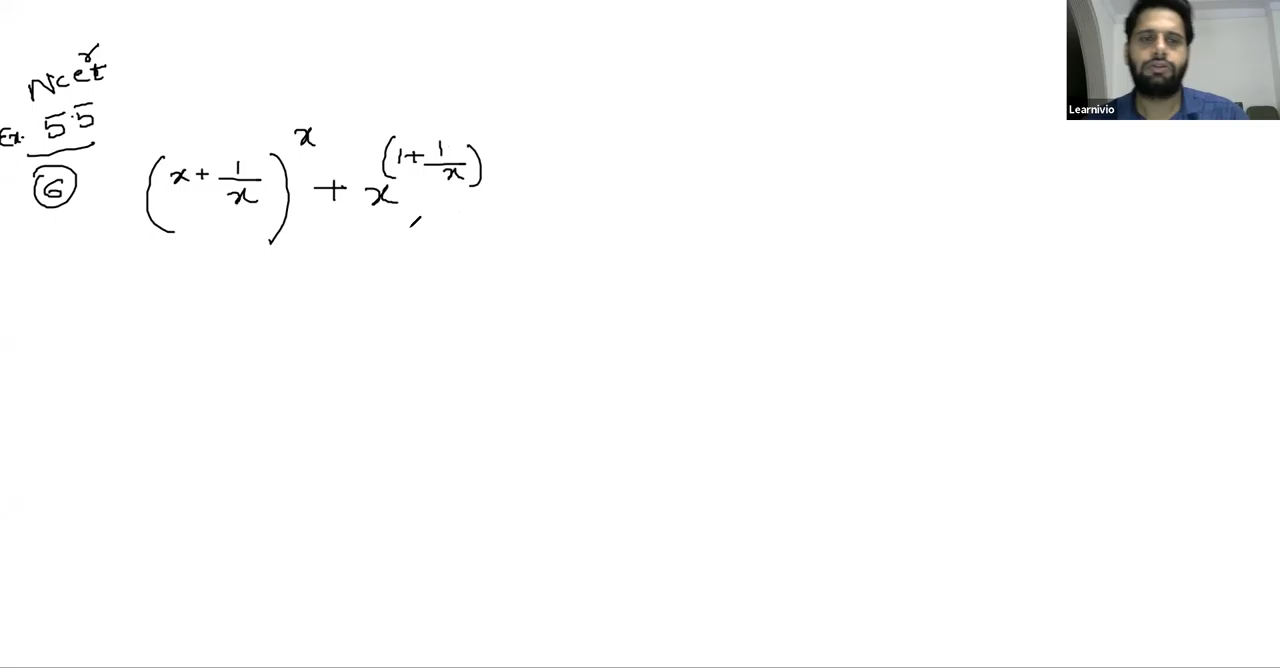 Ncert
Ex. 5.5
6
(x + 1/x)^x + x^(1 + 1/x)
Learnivio